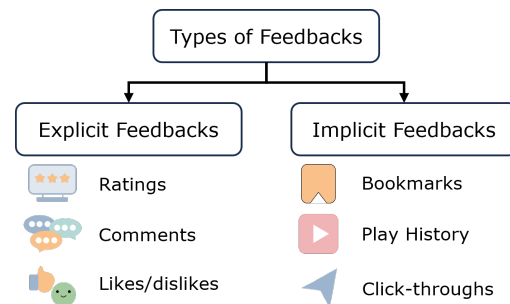 Types of Feedbacks
Explicit Feedbacks
Implicit Feedbacks
Ratings
Bookmarks
Comments
Play History
Likes/dislikes
Click-throughs